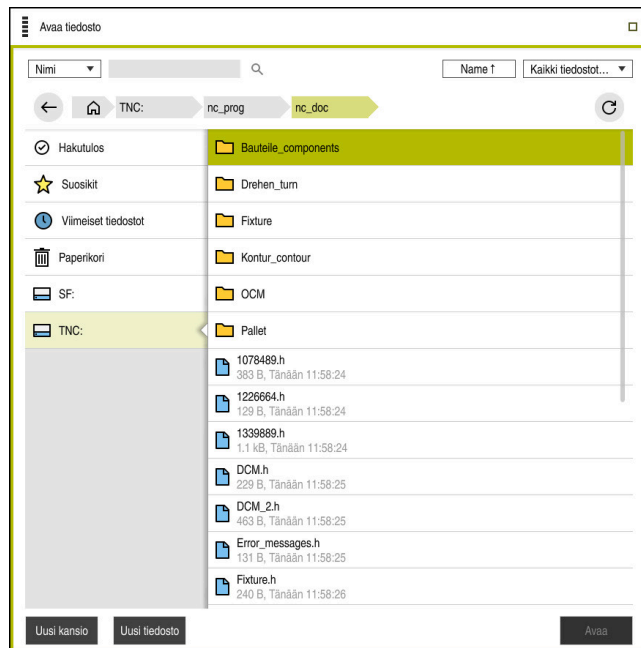 Avaa tiedosto
Nimi
Name ↑
Kaikki tiedostot...
TNC:
nc_prog
nc_doc
Hakutulos
Suosikit
Viimeiset tiedostot
Paperikori
SF:
TNC:
Bauteile_components
Drehen_turn
Fixture
Kontur_contour
OCM
Pallet
1078489.h
383 B, Tänään 11:58:24
1226664.h
129 B, Tänään 11:58:24
1339889.h
1.1 kB, Tänään 11:58:24
DCM.h
229 B, Tänään 11:58:25
DCM_2.h
463 B, Tänään 11:58:25
Error_messages.h
131 B, Tänään 11:58:25
Fixture.h
240 B, Tänään 11:58:26
Uusi kansio
Uusi tiedosto
Avaa